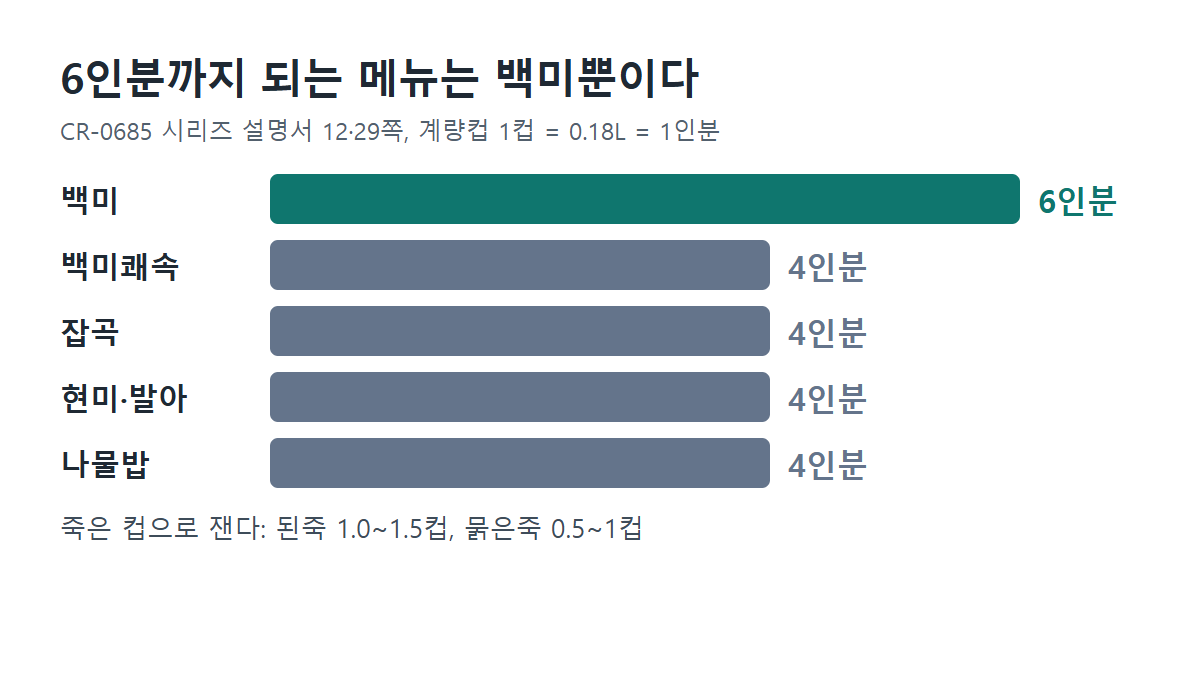 6인분까지 되는 메뉴는 백미뿐이다
CR-0685 시리즈 설명서 12·29쪽, 계량컵 1컵 = 0.18L = 1인분
백미 6인분
백미쾌속 4인분
잡곡 4인분
현미·발아 4인분
나물밥 4인분
죽은 컵으로 잰다: 된죽 1.0~1.5컵, 묽은죽 0.5~1컵